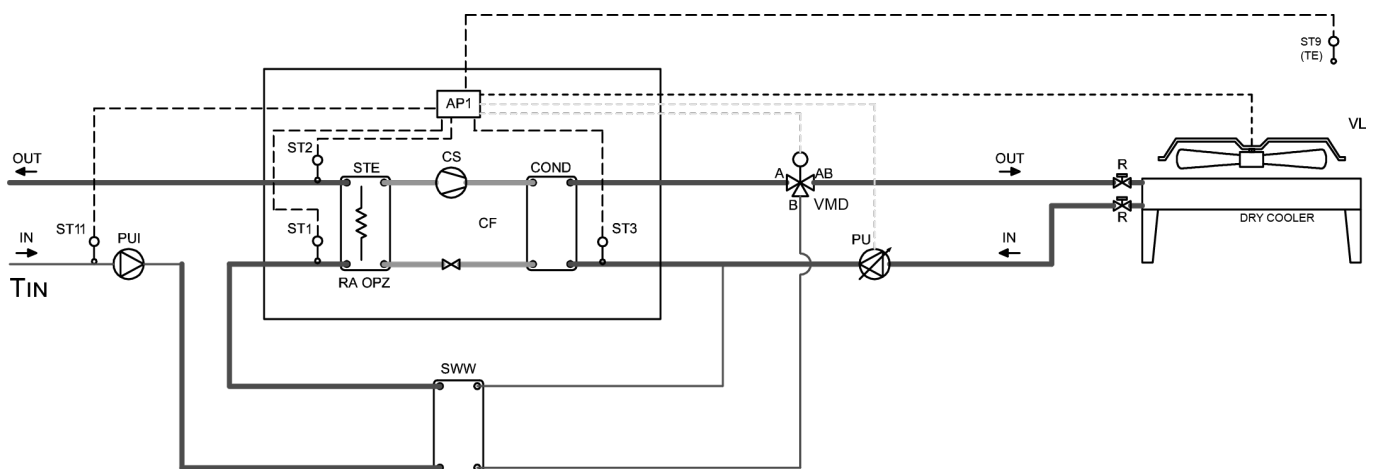 ST9
(TE)
AP1
VL
ST2
CS
OUT
STE
COND
OUT
R
A
AB
B
VMD
CF
R
DRY COOLER
ST11
PUI
ST1
ST3
PU
IN
IN
TIN
RA OPZ
SWW